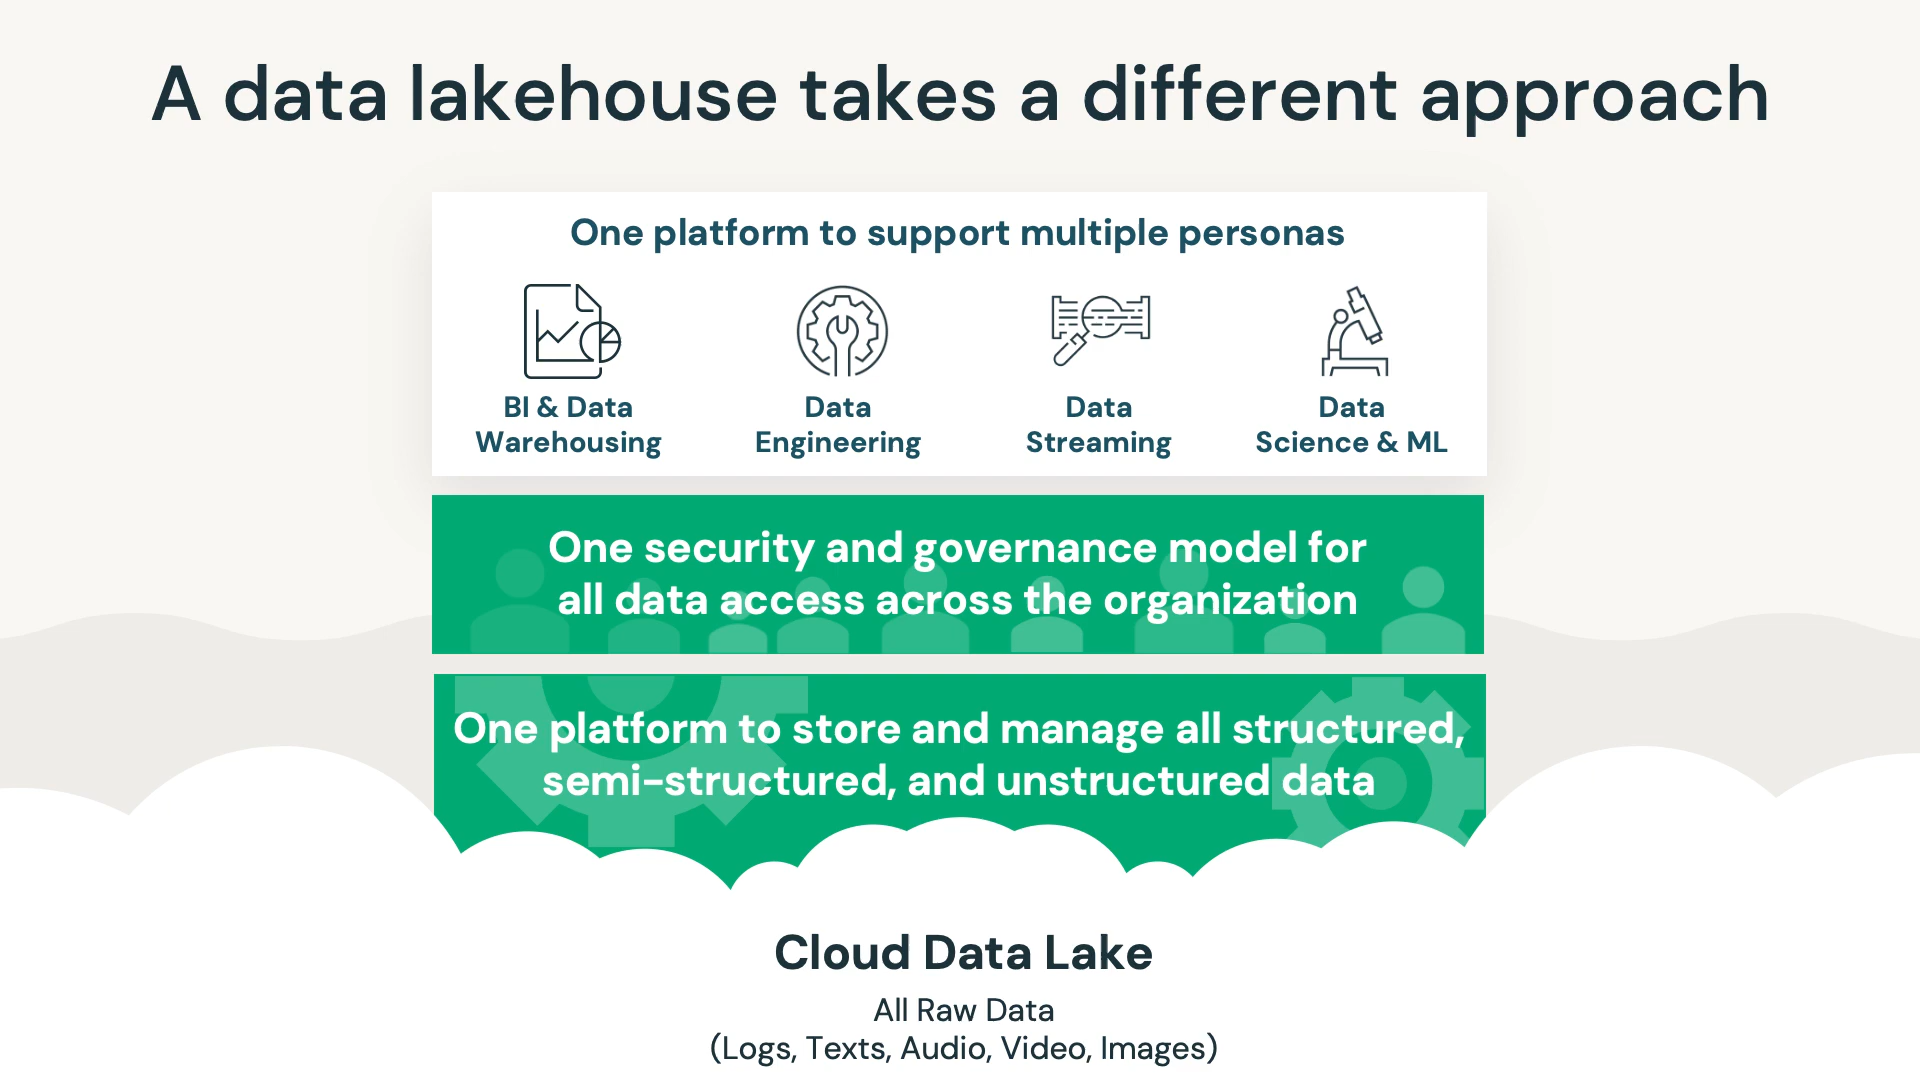 A data lakehouse takes a different approach
One platform to support multiple personas
BI & Data
Warehousing
Data
Engineering
Data
Streaming
Data
Science & ML
One security and governance model for
all data access across the organization
One platform to store and manage all structured,
semi-structured, and unstructured data
Cloud Data Lake
All Raw Data
(Logs, Texts, Audio, Video, Images)